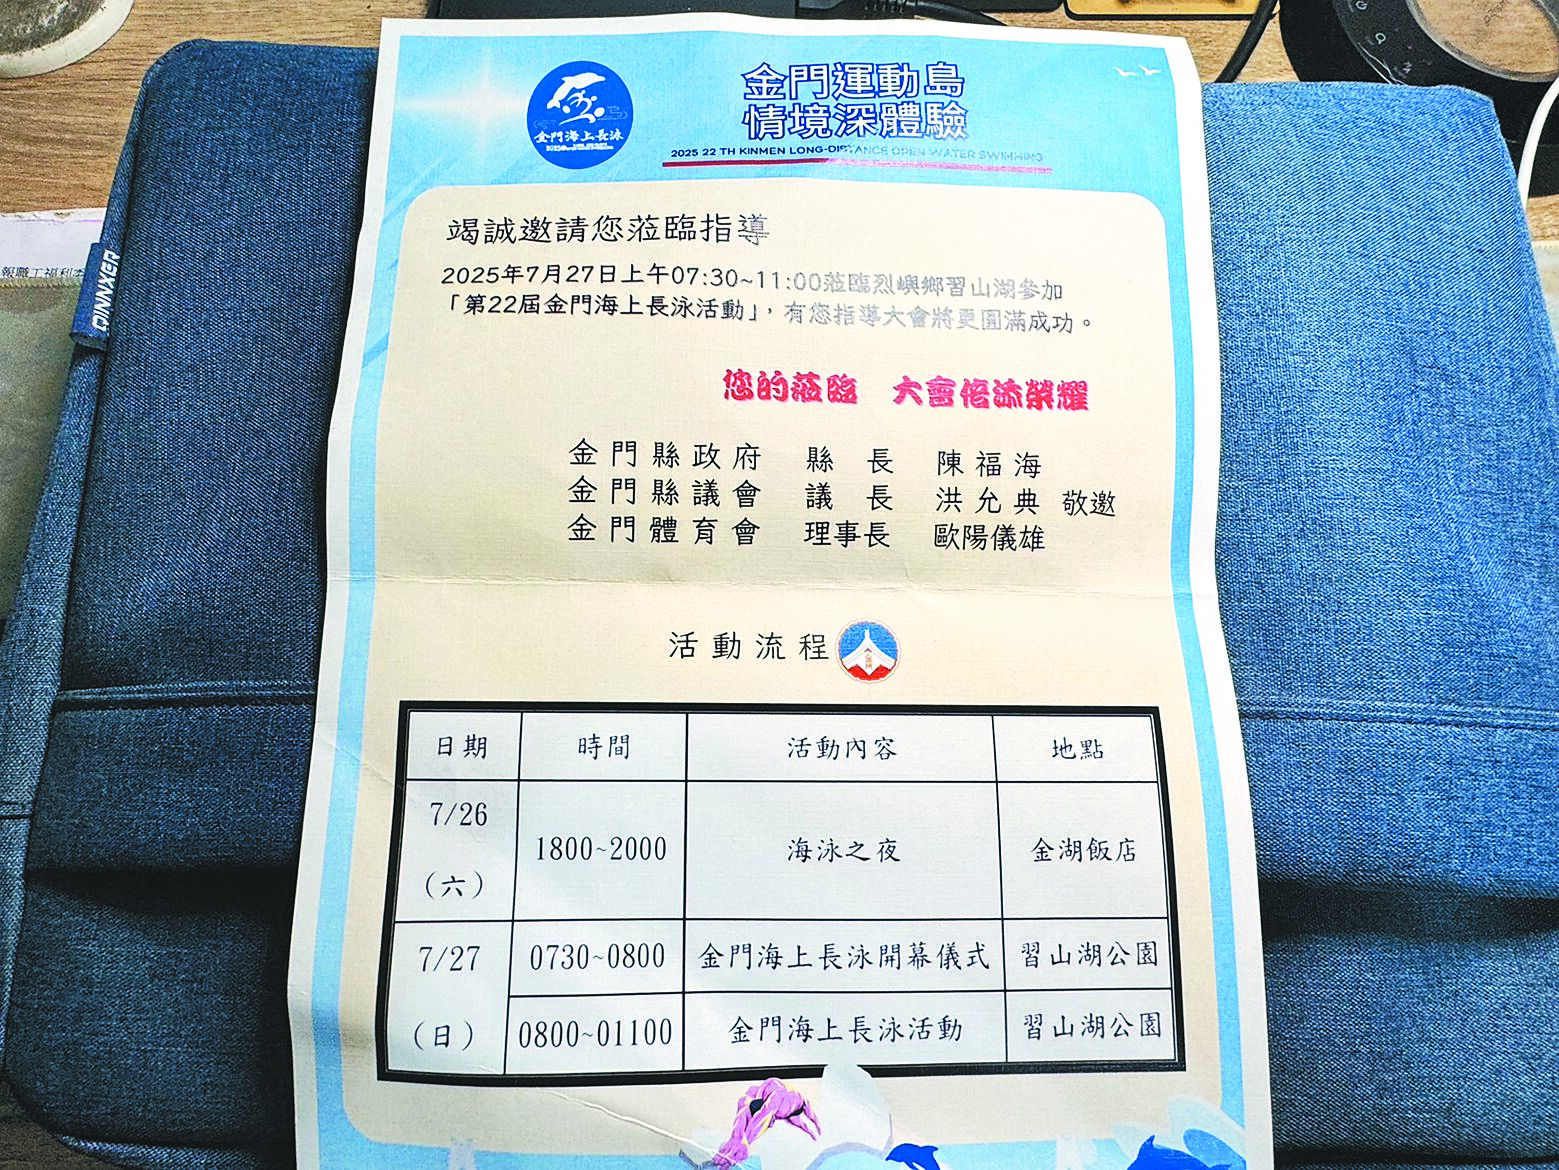 金門海上長泳
金門運動島
情境深體驗
2025 22 TH KINMEN LONG-DISTANCE OPEN WATER SWIMMING
竭誠邀請您蒞臨指導
2025年7月27日上午07:30~11:00蒞臨烈嶼鄉習山湖參加
「第22屆金門海上長泳活動」，有您指導大會將更圓滿成功。
您的蒞臨 大會倍添榮耀
金門縣政府 縣長 陳福海
金門縣議會 議長 洪允典 敬邀
金門體育會 理事長 歐陽儀雄
活動流程
日期 時間 活動內容 地點
7/26 (六) 1800~2000 海泳之夜 金湖飯店
7/27 (日) 0730~0800 金門海上長泳開幕儀式 習山湖公園
0800~01100 金門海上長泳活動 習山湖公園
QINNXER
報職工福利委